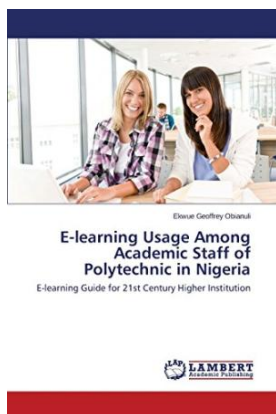 Ekwue Geoffrey Obianuli
E-learning Usage Among
Academic Staff of
Polytechnic in Nigeria
E-learning Guide for 21st Century Higher Institution
LAP LAMBERT
Academic Publishing